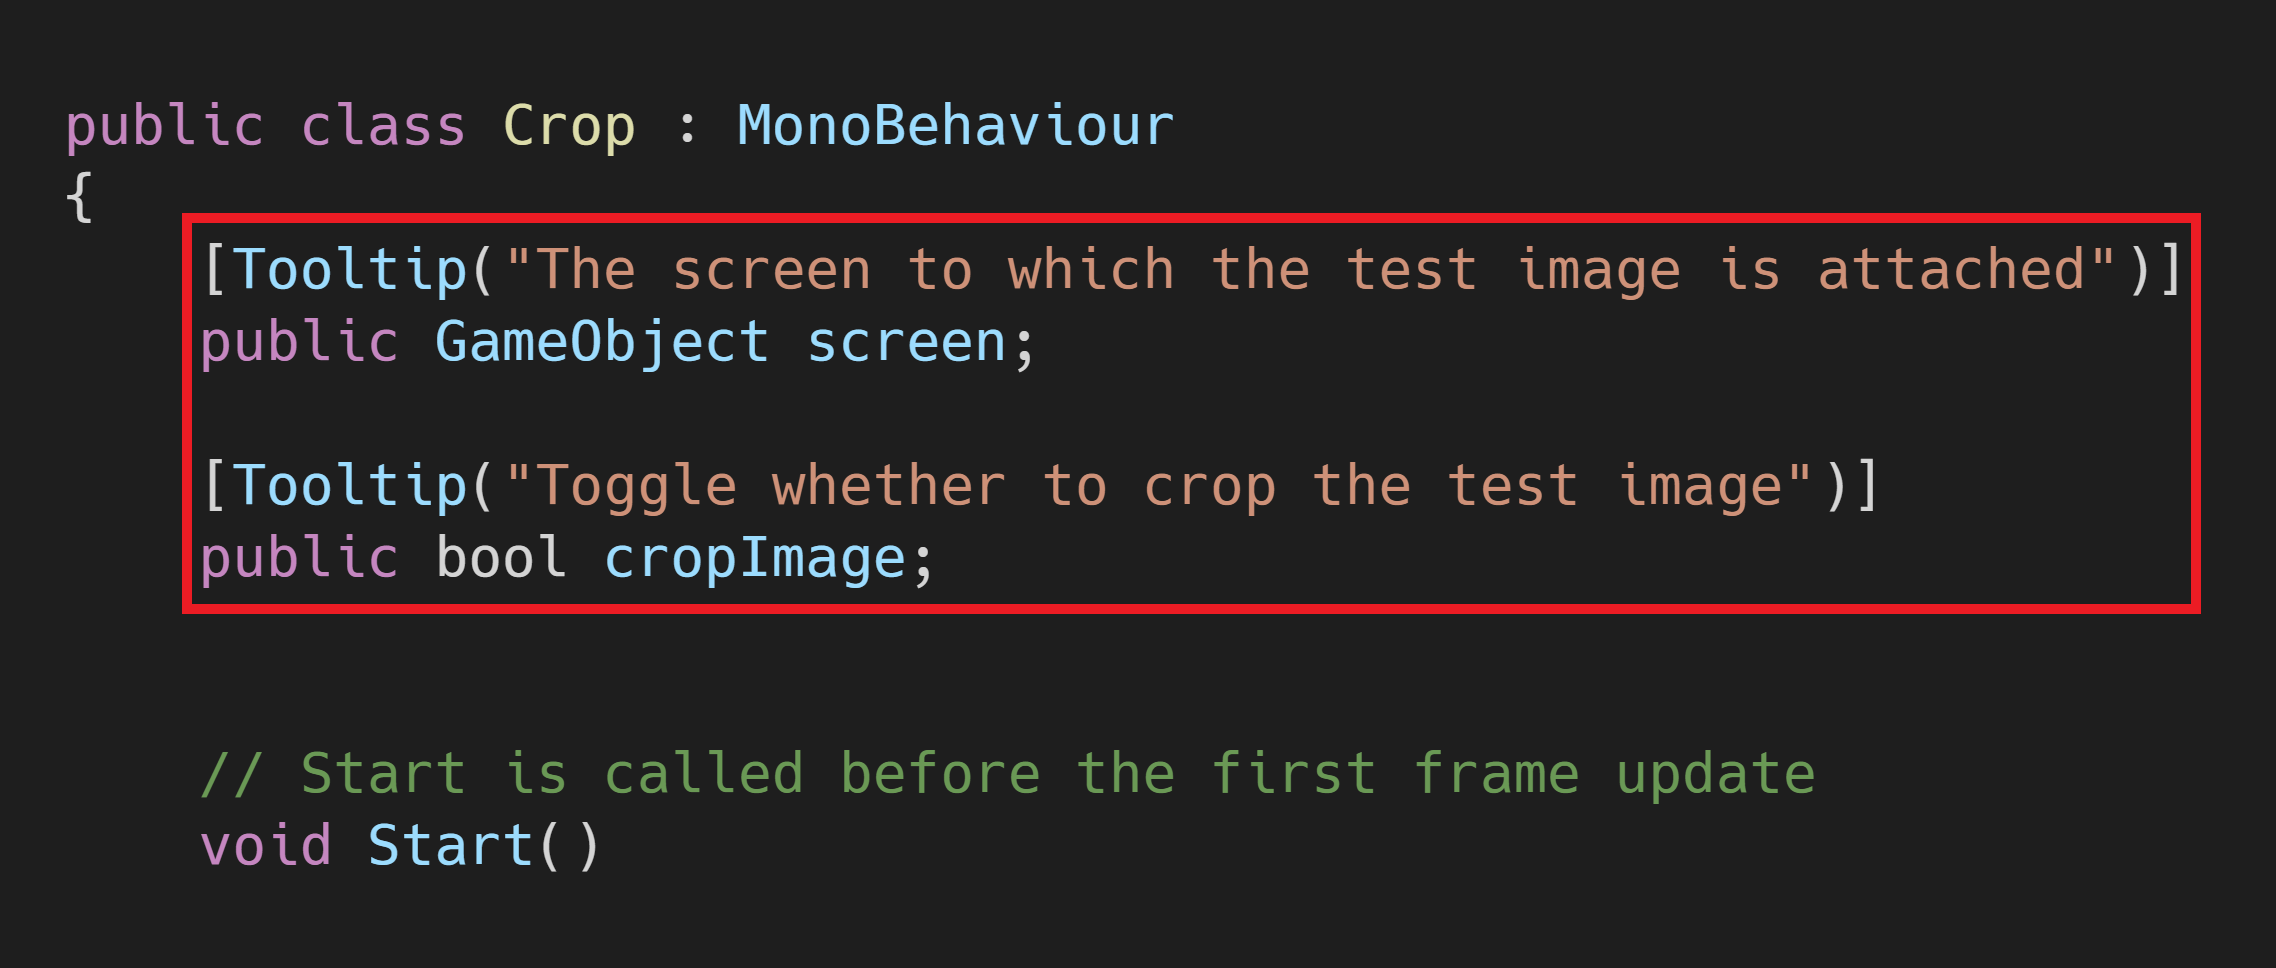 public class Crop : MonoBehaviour
{
[Tooltip("The screen to which the test image is attached")]
public GameObject screen;
[Tooltip("Toggle whether to crop the test image")]
public bool cropImage;
// Start is called before the first frame update
void Start()